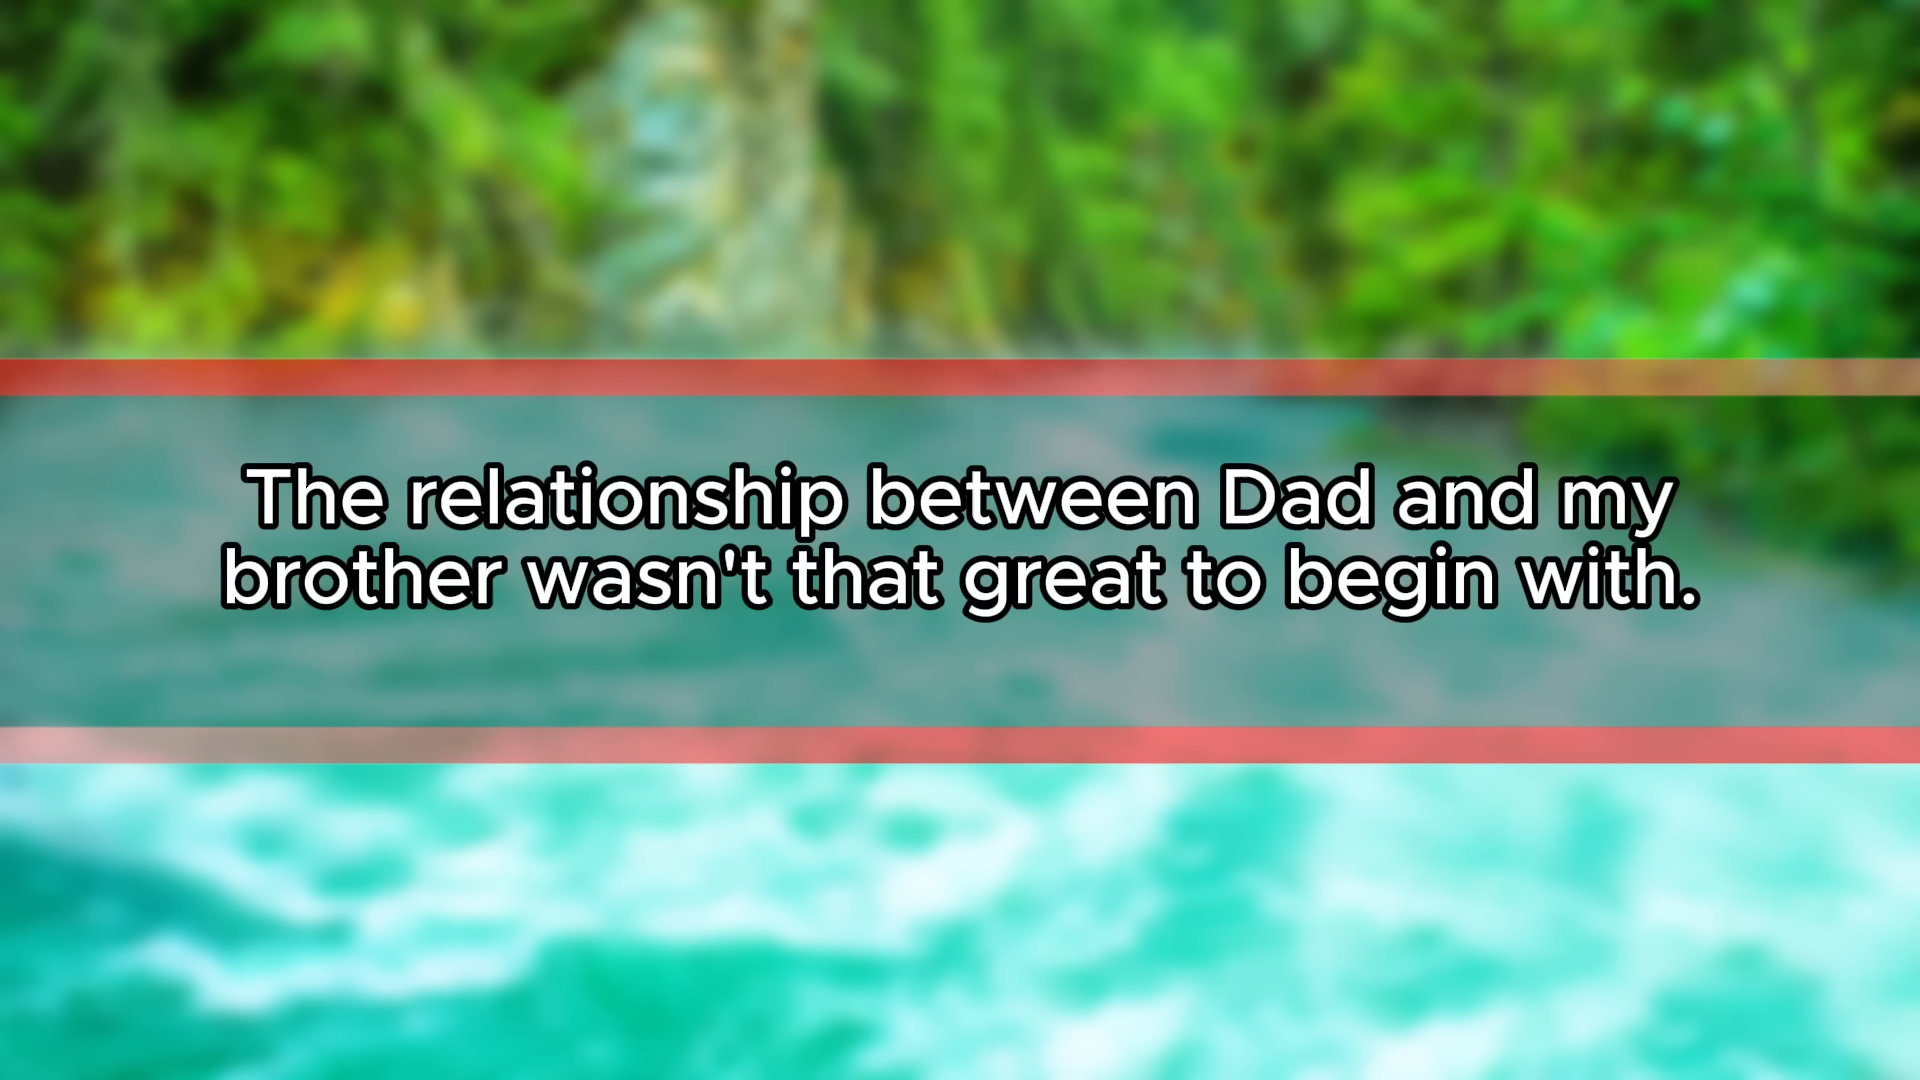 The relationship between Dad and my
brother wasn't that great to begin with.